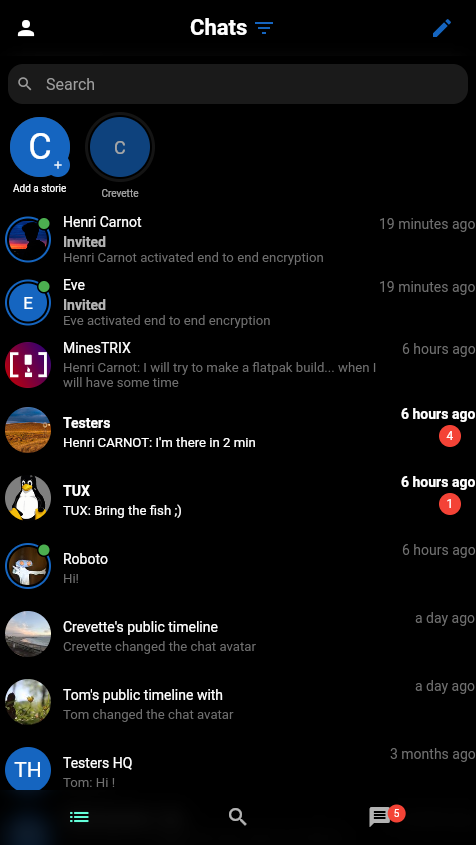 Chats
Search
C
+
C
Add a storie
Crevette
Henri Carnot
19 minutes ago
Invited
Henri Carnot activated end to end encryption
E
Eve
19 minutes ago
Invited
Eve activated end to end encryption
MinesTRIX
6 hours ago
Henri Carnot: I will try to make a flatpak build... when I
will have some time
Testers
6 hours ago
Henri CARNOT: I'm there in 2 min
4
TUX
6 hours ago
TUX: Bring the fish ;)
1
Roboto
6 hours ago
Hi!
Crevette's public timeline
a day ago
Crevette changed the chat avatar
Tom's public timeline with
a day ago
Tom changed the chat avatar
TH
Testers HQ
3 months ago
Tom: Hi !
5